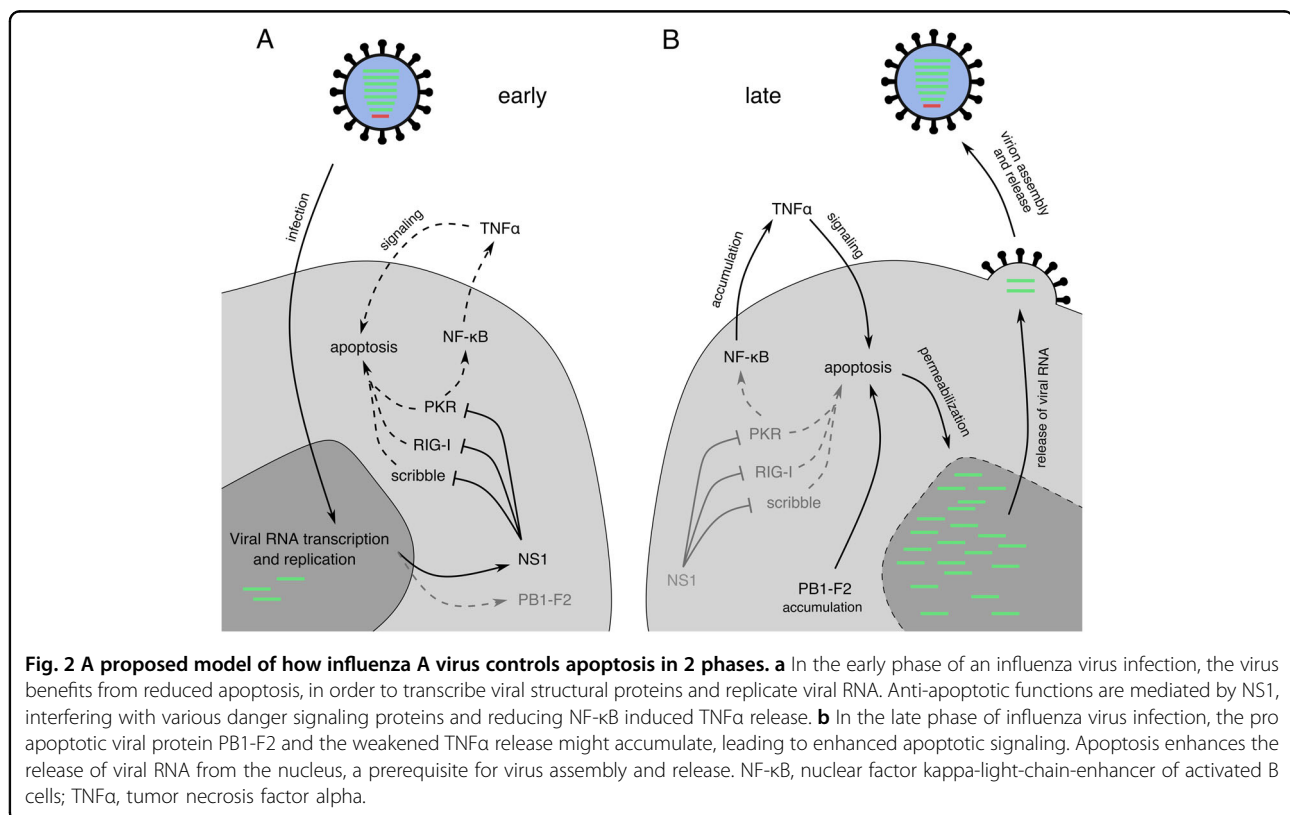 A
early
infection
TNFα
signaling
NF-κB
apoptosis
PKR
RIG-I
scribble
Viral RNA transcription
and replication
NS1
PB1-F2
B
late
virion assembly
and release
TNFα
signaling
accumulation
NF-κB
apoptosis
permeabilization
release of viral RNA
PKR
RIG-I
scribble
NS1
PB1-F2
accumulation
Fig. 2 A proposed model of how influenza A virus controls apoptosis in 2 phases. a In the early phase of an influenza virus infection, the virus
benefits from reduced apoptosis, in order to transcribe viral structural proteins and replicate viral RNA. Anti-apoptotic functions are mediated by NS1,
interfering with various danger signaling proteins and reducing NF-κB induced TNFα release. b In the late phase of influenza virus infection, the pro
apoptotic viral protein PB1-F2 and the weakened TNFα release might accumulate, leading to enhanced apoptotic signaling. Apoptosis enhances the
release of viral RNA from the nucleus, a prerequisite for virus assembly and release. NF-κB, nuclear factor kappa-light-chain-enhancer of activated B
cells; TNFα, tumor necrosis factor alpha.